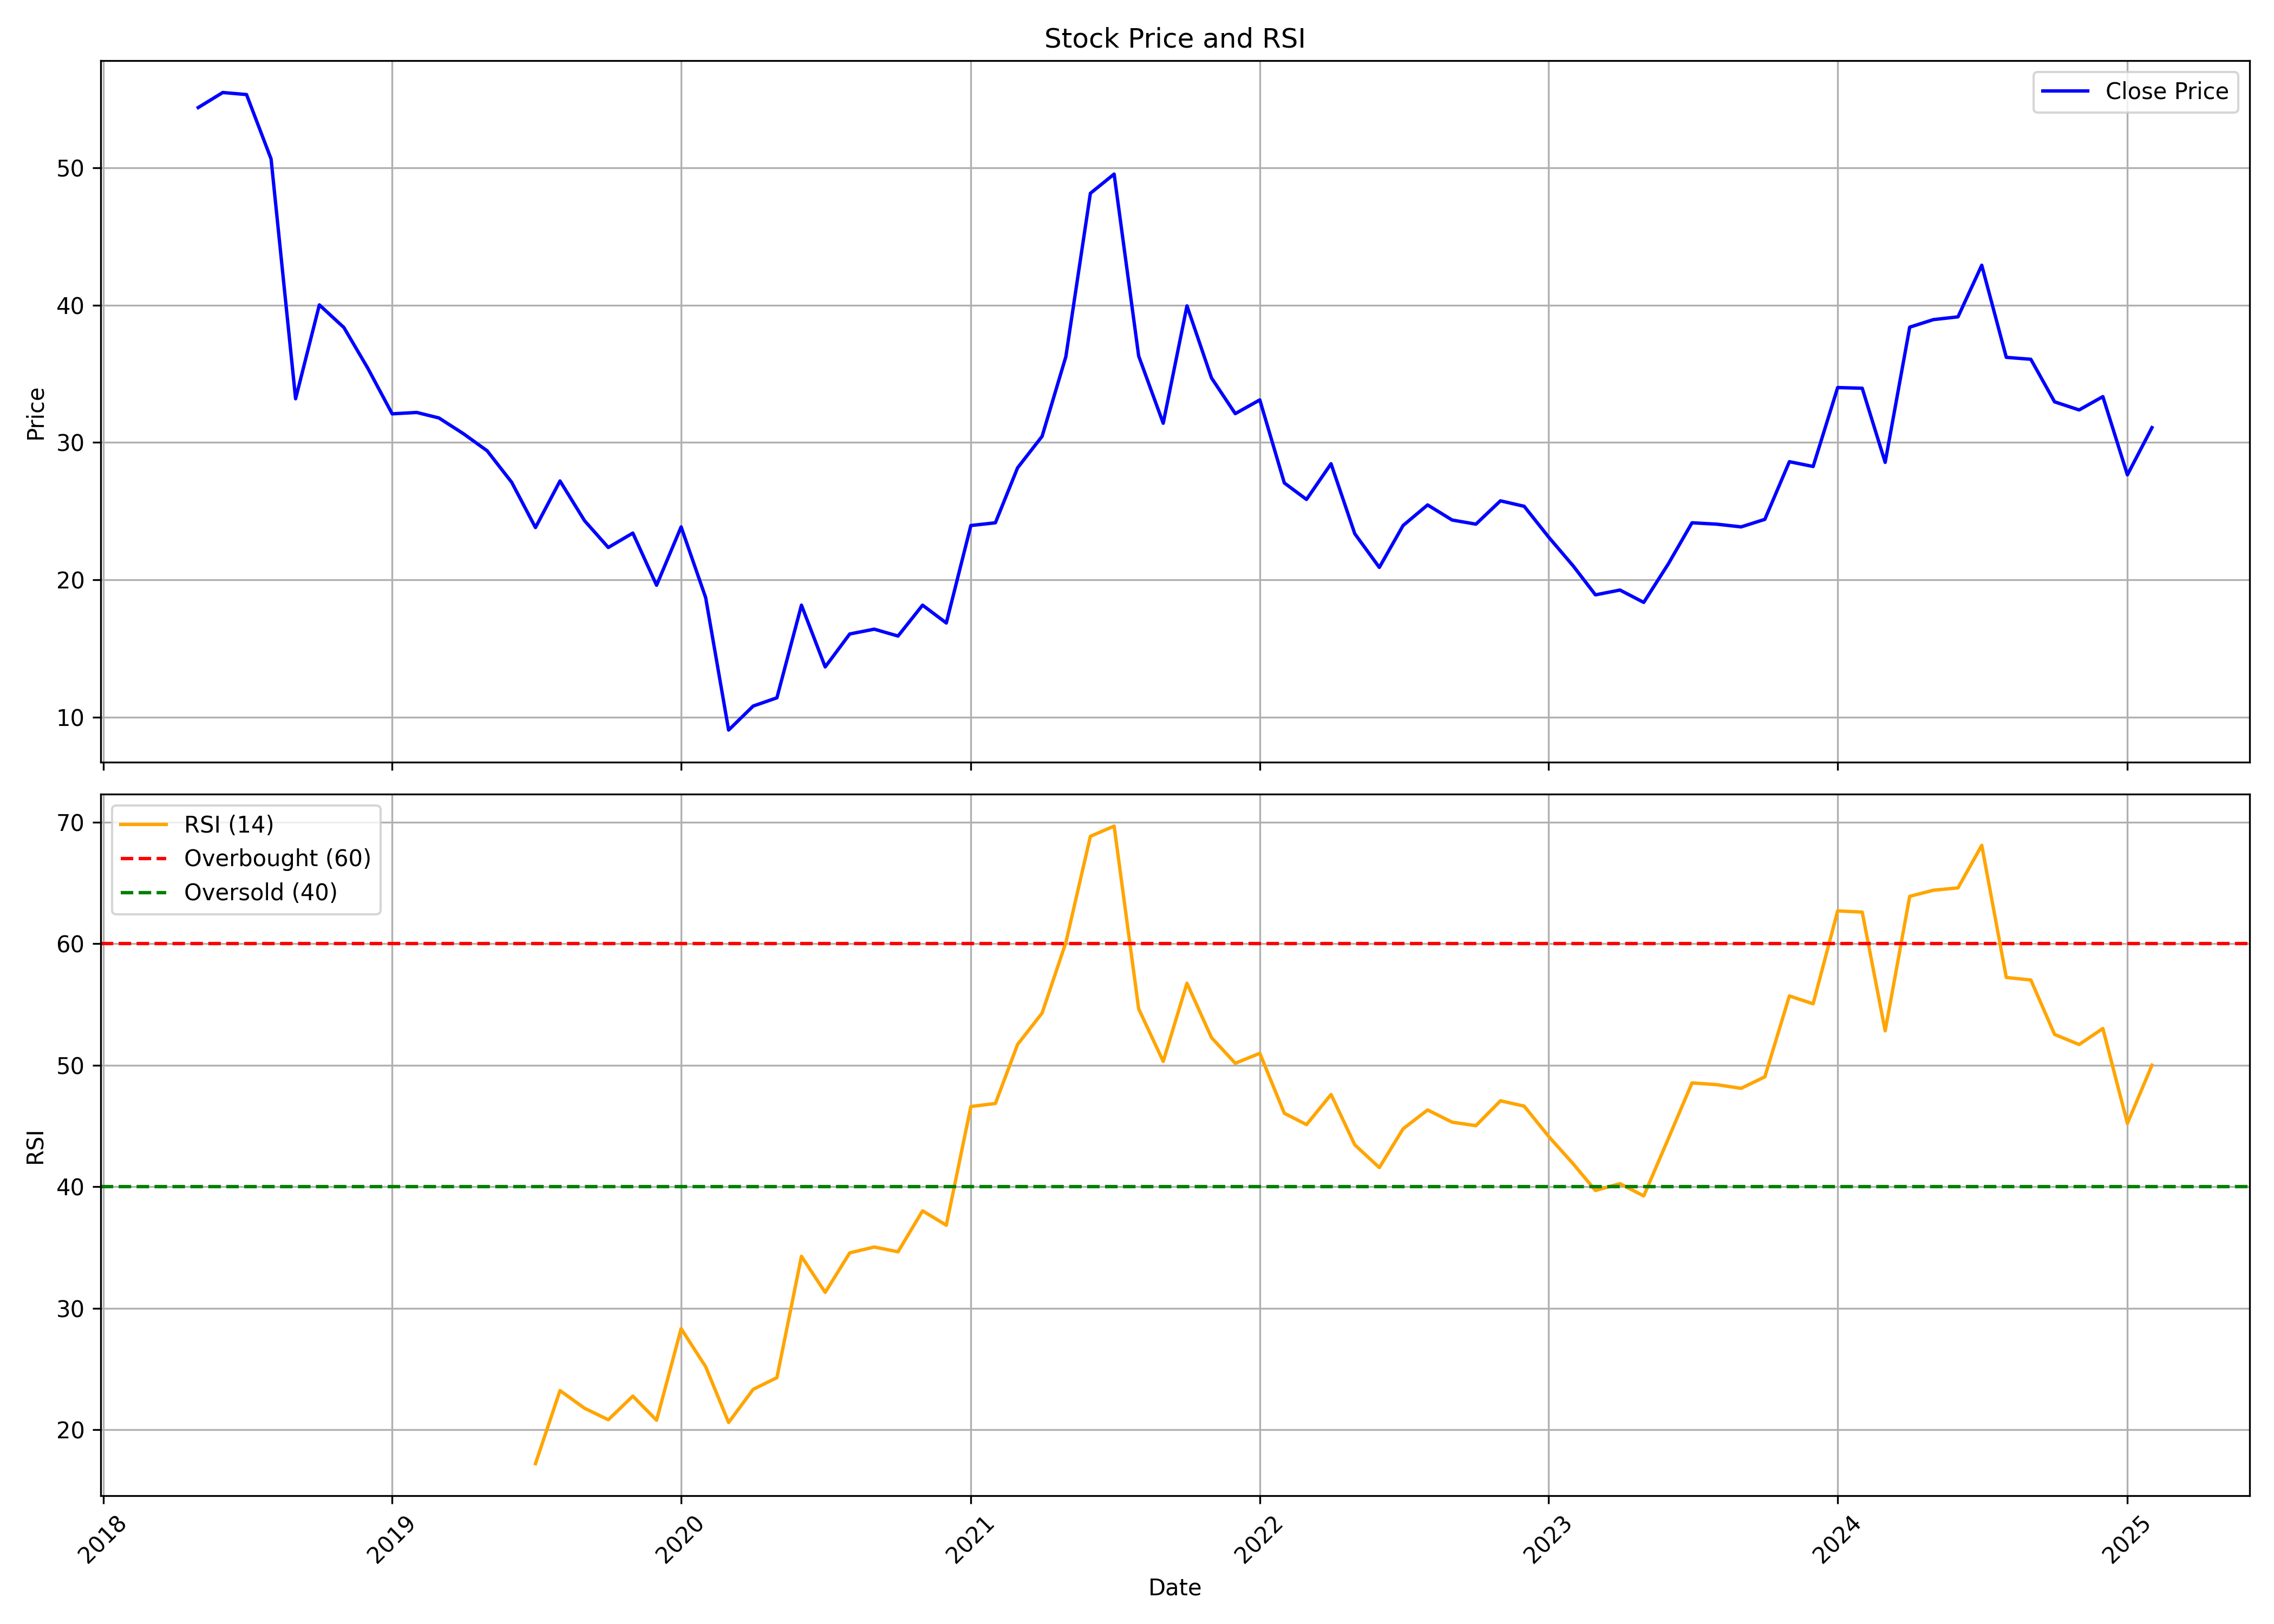 Stock Price and RSI
Close Price
Price
50
40
30
20
10
RSI (14)
Overbought (60)
Oversold (40)
RSI
70
60
50
40
30
20
2018
2019
2020
2021
2022
2023
2024
2025
Date